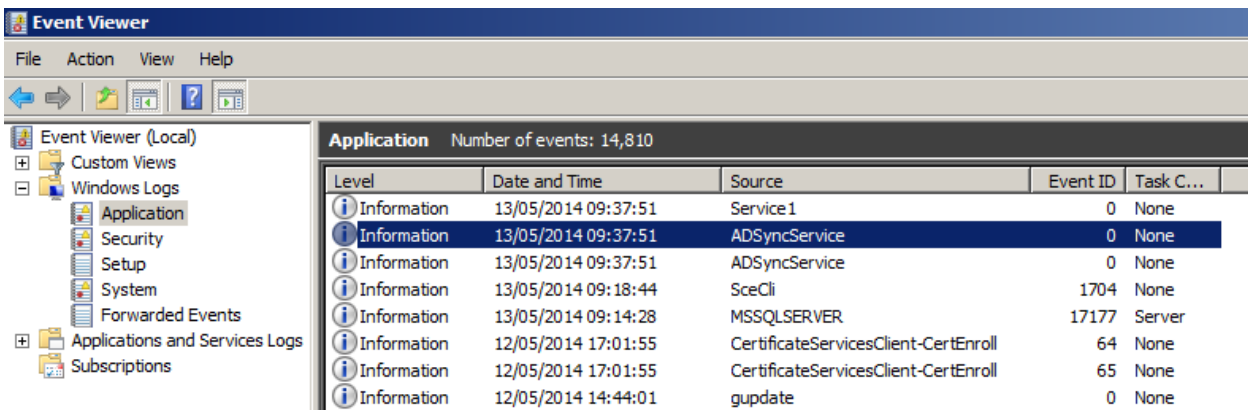 Event Viewer
File Action View Help
Event Viewer (Local)
Custom Views
Windows Logs
Application
Security
Setup
System
Forwarded Events
Applications and Services Logs
Subscriptions
Application Number of events: 14,810
Level Date and Time Source Event ID Task C...
Information 13/05/2014 09:37:51 Service1 0 None
Information 13/05/2014 09:37:51 ADSyncService 0 None
Information 13/05/2014 09:37:51 ADSyncService 0 None
Information 13/05/2014 09:18:44 SceCli 1704 None
Information 13/05/2014 09:14:28 MSSQLSERVER 17177 Server
Information 12/05/2014 17:01:55 CertificateServicesClient-CertEnroll 64 None
Information 12/05/2014 17:01:55 CertificateServicesClient-CertEnroll 65 None
Information 12/05/2014 14:44:01 gupdate 0 None